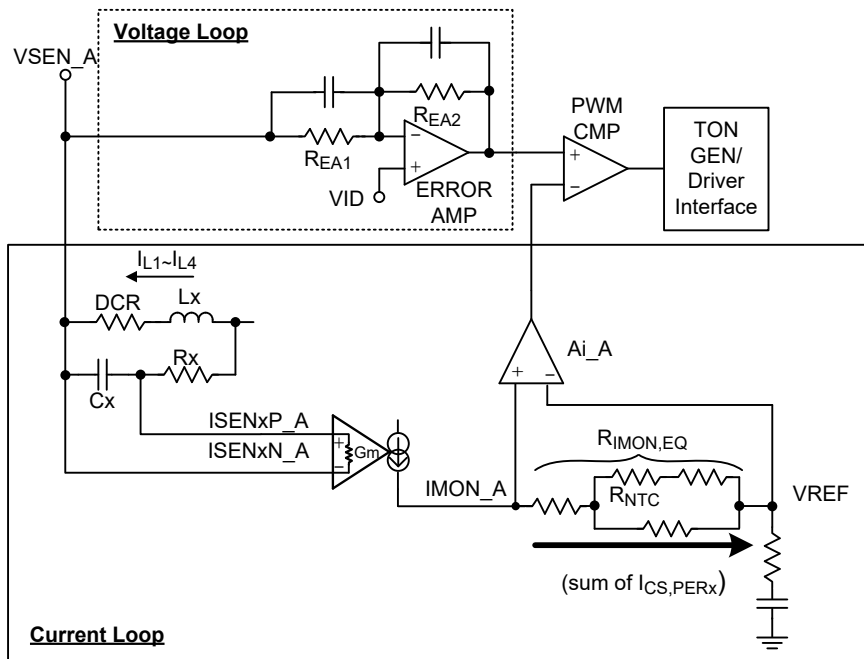 Voltage Loop
VSEN_A
REA2
REA1
VID
ERROR
AMP
PWM
CMP
TON
GEN/
Driver
Interface
IL1~IL4
DCR
Lx
Rx
Cx
ISENxP_A
ISENxN_A
Gm
+
−
IMON_A
Ai_A
RIMON,EQ
RNTC
VREF
(sum of ICS,PERx)
Current Loop